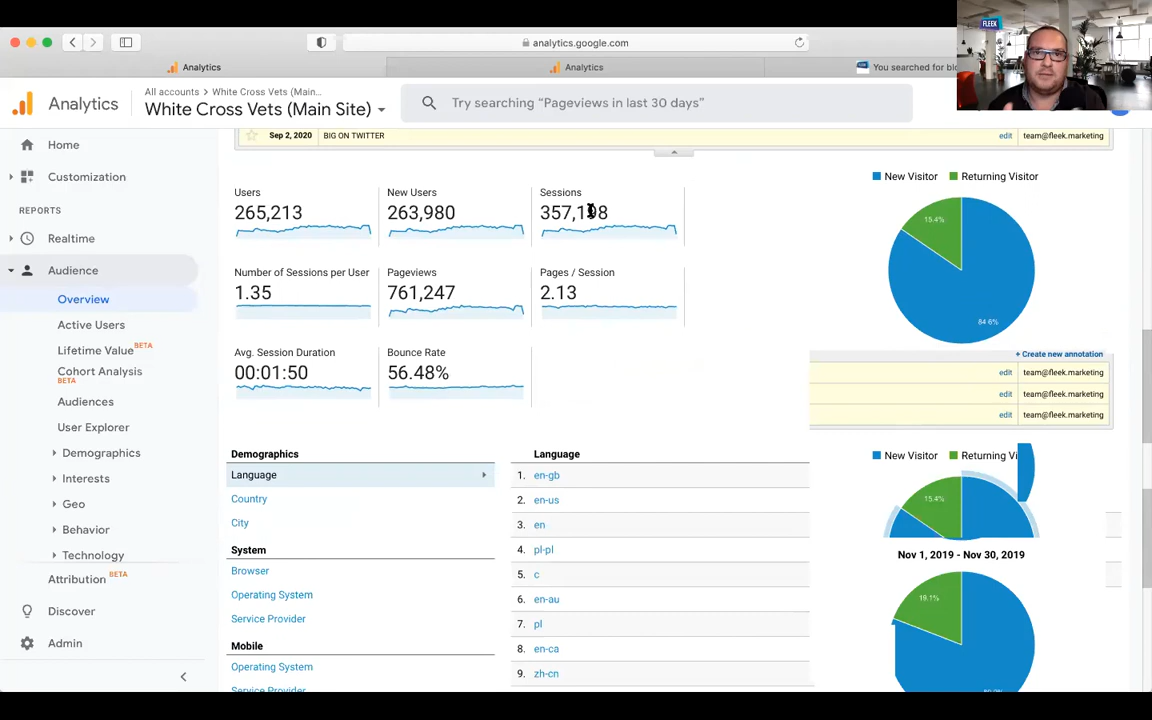 FLEEK
analytics.google.com
Analytics
Analytics
You searched for blo
Analytics
All accounts > White Cross Vets (Main...
White Cross Vets (Main Site)
Try searching “Pageviews in last 30 days”
Sep 2, 2020 BIG ON TWITTER edit team@fleek.marketing
Home
Customization
REPORTS
Realtime
Audience
Overview
Active Users
Lifetime Value BETA
Cohort Analysis
BETA
Audiences
User Explorer
Demographics
Interests
Geo
Behavior
Technology
Attribution BETA
Discover
Admin
Users
265,213
New Users
263,980
Sessions
Number of Sessions per User
1.35
Pageviews
761,247
Pages / Session
2.13
Avg. Session Duration
00:01:50
Bounce Rate
56.48%
New Visitor Returning Visitor
15.4%
84.6%
+ Create new annotation
edit team@fleek.marketing
edit team@fleek.marketing
edit team@fleek.marketing
Demographics
Language
Country
City
System
Browser
Operating System
Service Provider
Mobile
Operating System
Service Provider
Language
1. en-gb
2. en-us
3. en
4. pl-pl
5. c
6. en-au
7. pl
8. en-ca
9. zh-cn
New Visitor Returning Vi
15.4%
Nov 1, 2019 - Nov 30, 2019
19.1%